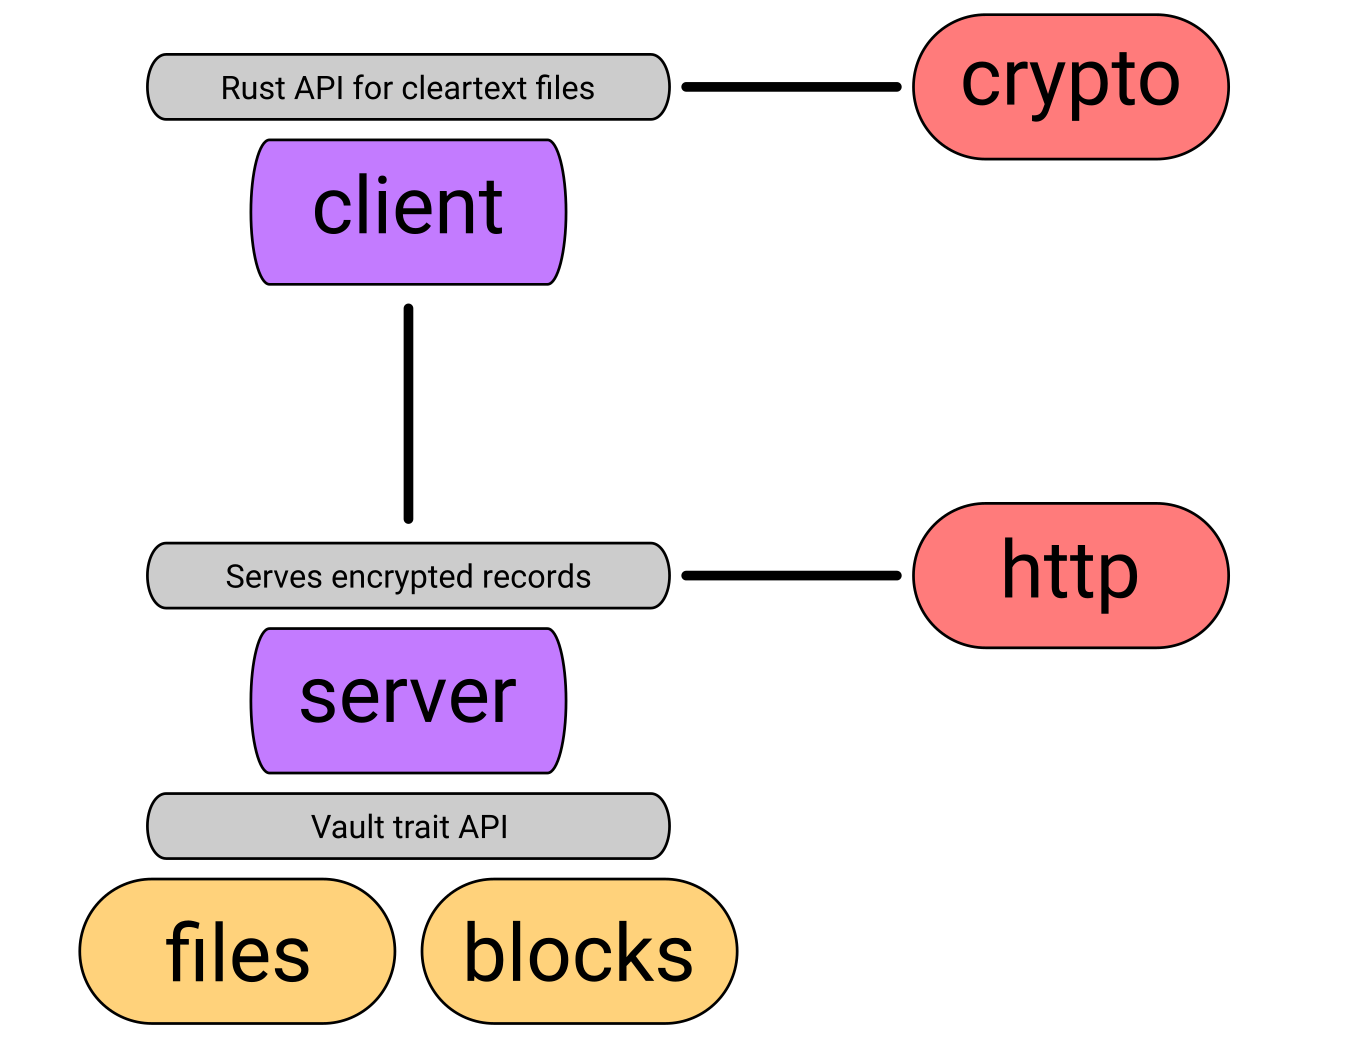 Rust API for cleartext files
crypto
client
Serves encrypted records
http
server
Vault trait API
files
blocks